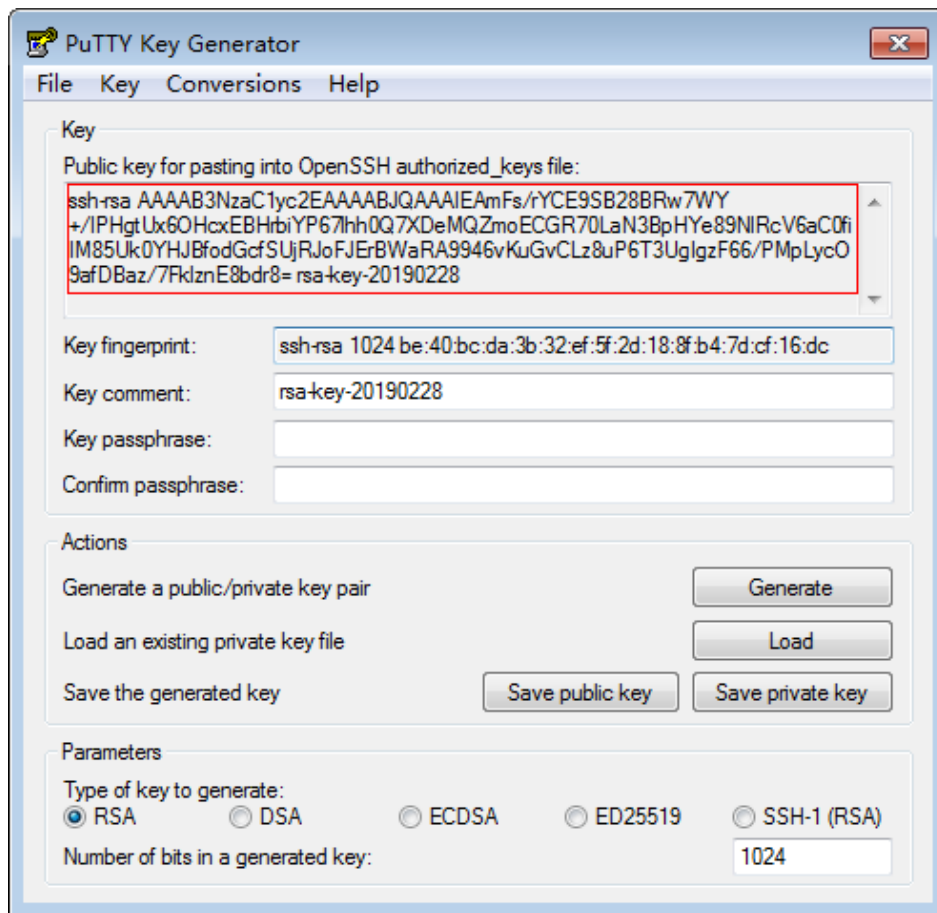 PuTTY Key Generator
File Key Conversions Help
Key
Public key for pasting into OpenSSH authorized_keys file:
ssh-rsa AAAAB3NzaC1yc2EAAAABJQAAAIEAmFs/rYCE9SB28BRw7WY
+/IPHgtUx6OHcxEBHrbiYP67lhh0Q7XDeMQZmoECGR70LaN3BpHYe89NIRcV6aC0fi
IM85Uk0YHJBfodGcfSUjRJoFJErBWaRA9946vKuGvCLz8uP6T3UglgzF66/PMpLycO
9afDBaz/7FklznE8bdr8= rsa-key-20190228
Key fingerprint: ssh-rsa 1024 be:40:bc:da:3b:32:ef:5f:2d:18:8f:b4:7d:cf:16:dc
Key comment: rsa-key-20190228
Key passphrase:
Confirm passphrase:
Actions
Generate a public/private key pair Generate
Load an existing private key file Load
Save the generated key Save public key Save private key
Parameters
Type of key to generate:
RSA DSA ECDSA ED25519 SSH-1 (RSA)
Number of bits in a generated key: 1024